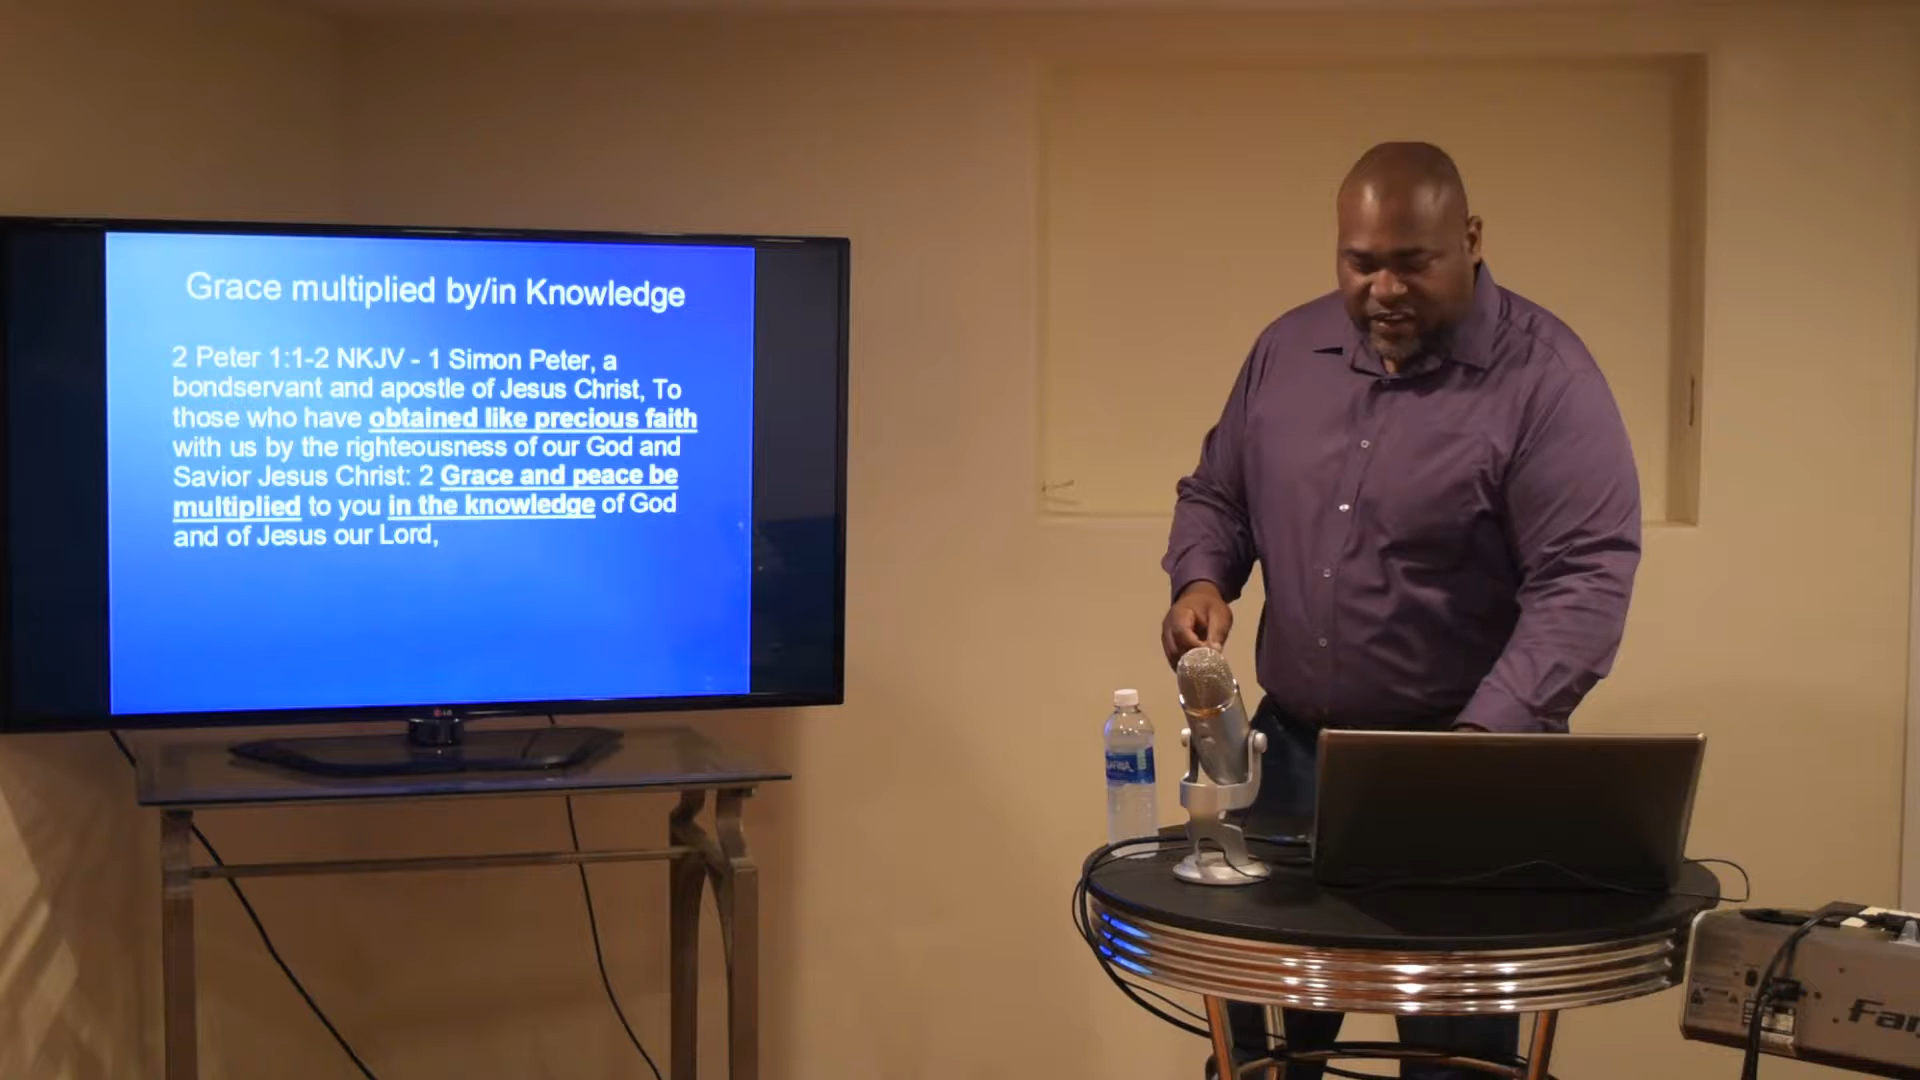 Grace multiplied by/in Knowledge
2 Peter 1:1-2 NKJV - 1 Simon Peter, a
bondservant and apostle of Jesus Christ, To
those who have obtained like precious faith
with us by the righteousness of our God and
Savior Jesus Christ: 2 Grace and peace be
multiplied to you in the knowledge of God
and of Jesus our Lord,
LG